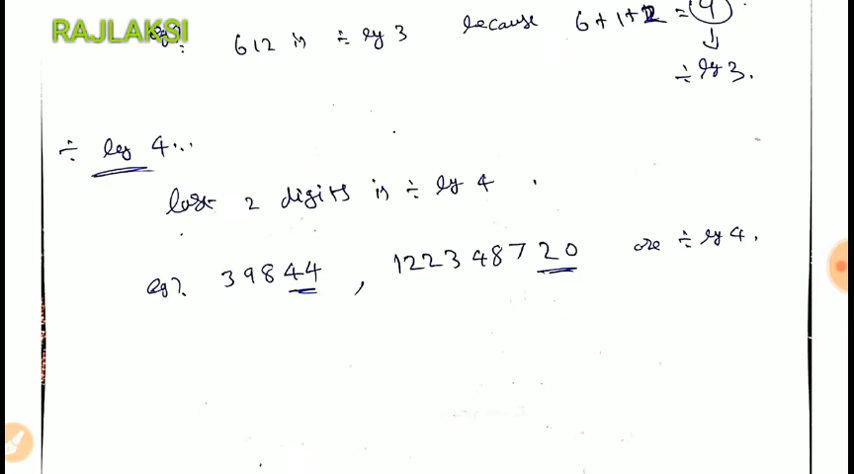 RAJLAKSI
eg?: 612 is ÷ by 3 because 6+1+2 = 9
÷ by 3.
÷ by 4...
last 2 digits is ÷ by 4.
eg?. 39844, 122348720 are ÷ by 4.